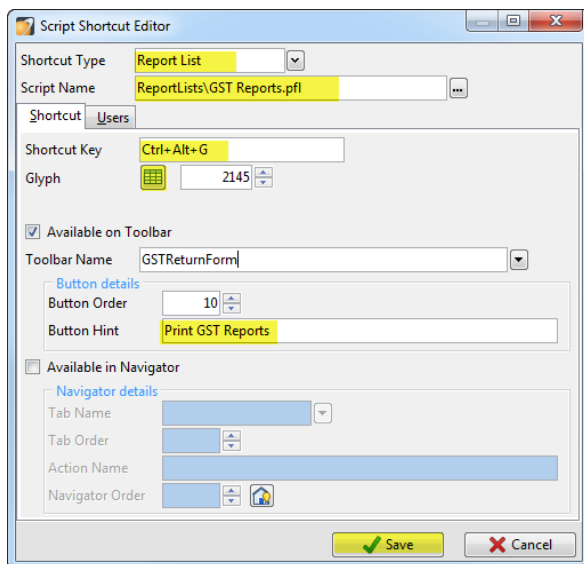 Script Shortcut Editor
Shortcut Type Report List
Script Name ReportLists\GST Reports.pfl ...
Shortcut Users
Shortcut Key Ctrl+Alt+G
Glyph 2145
Available on Toolbar
Toolbar Name GSTReturnForm
Button details
Button Order 10
Button Hint Print GST Reports
Available in Navigator
Navigator details
Tab Name
Tab Order
Action Name
Navigator Order
Save Cancel